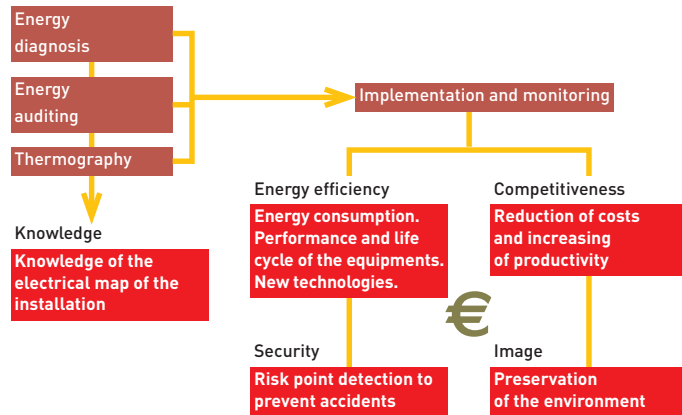 Energy
diagnosis
Energy
auditing
Thermography
Knowledge
Knowledge of the
electrical map of the
installation
Implementation and monitoring
Energy efficiency
Energy consumption.
Performance and life
cycle of the equipments.
New technologies.
Security
Risk point detection to
prevent accidents
Competitiveness
Reduction of costs
and increasing
of productivity
€
Image
Preservation
of the environment